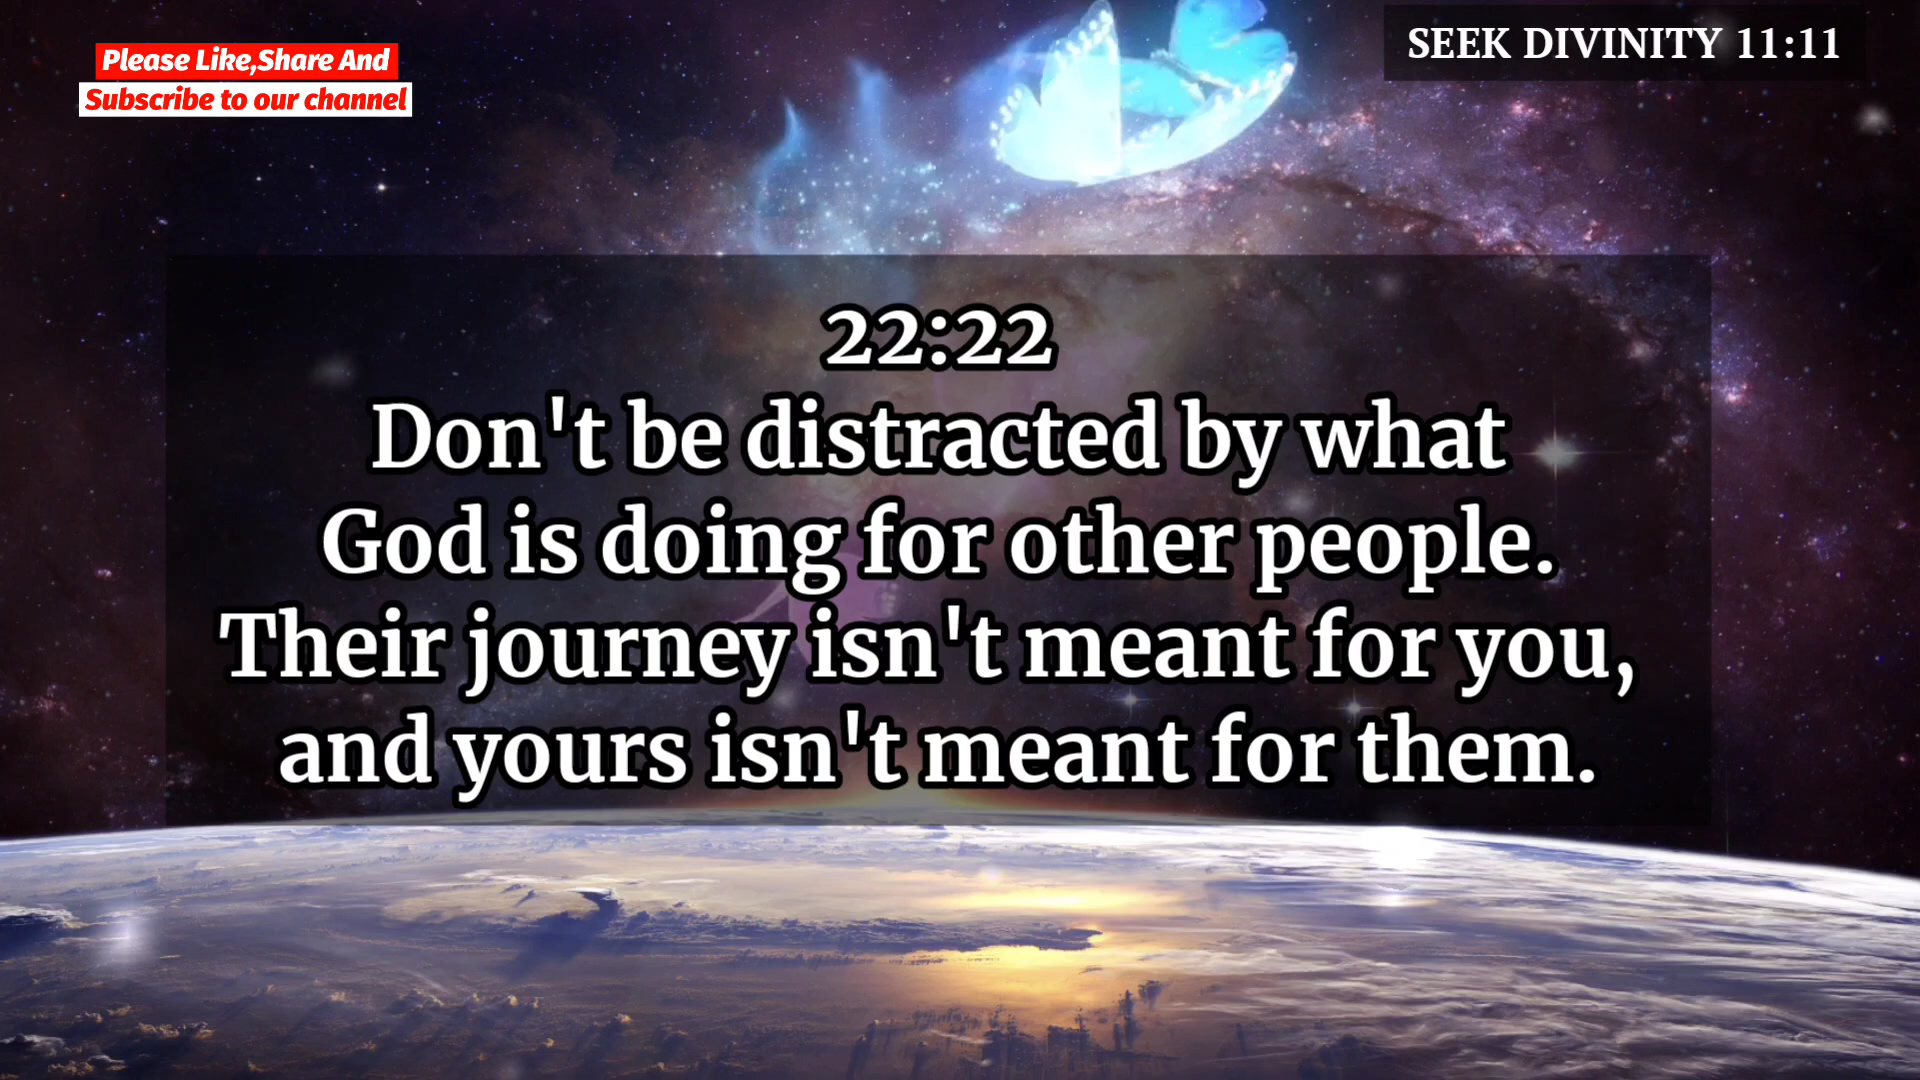 Please Like,Share And
Subscribe to our channel
SEEK DIVINITY 11:11
22:22
Don't be distracted by what
God is doing for other people.
Their journey isn't meant for you,
and yours isn't meant for them.